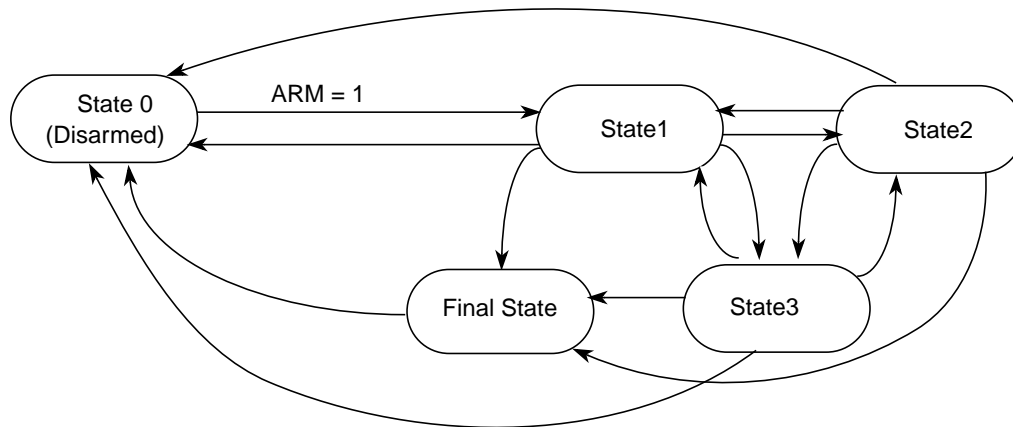 State 0
(Disarmed)
ARM = 1
State1
State2
Final State
State3